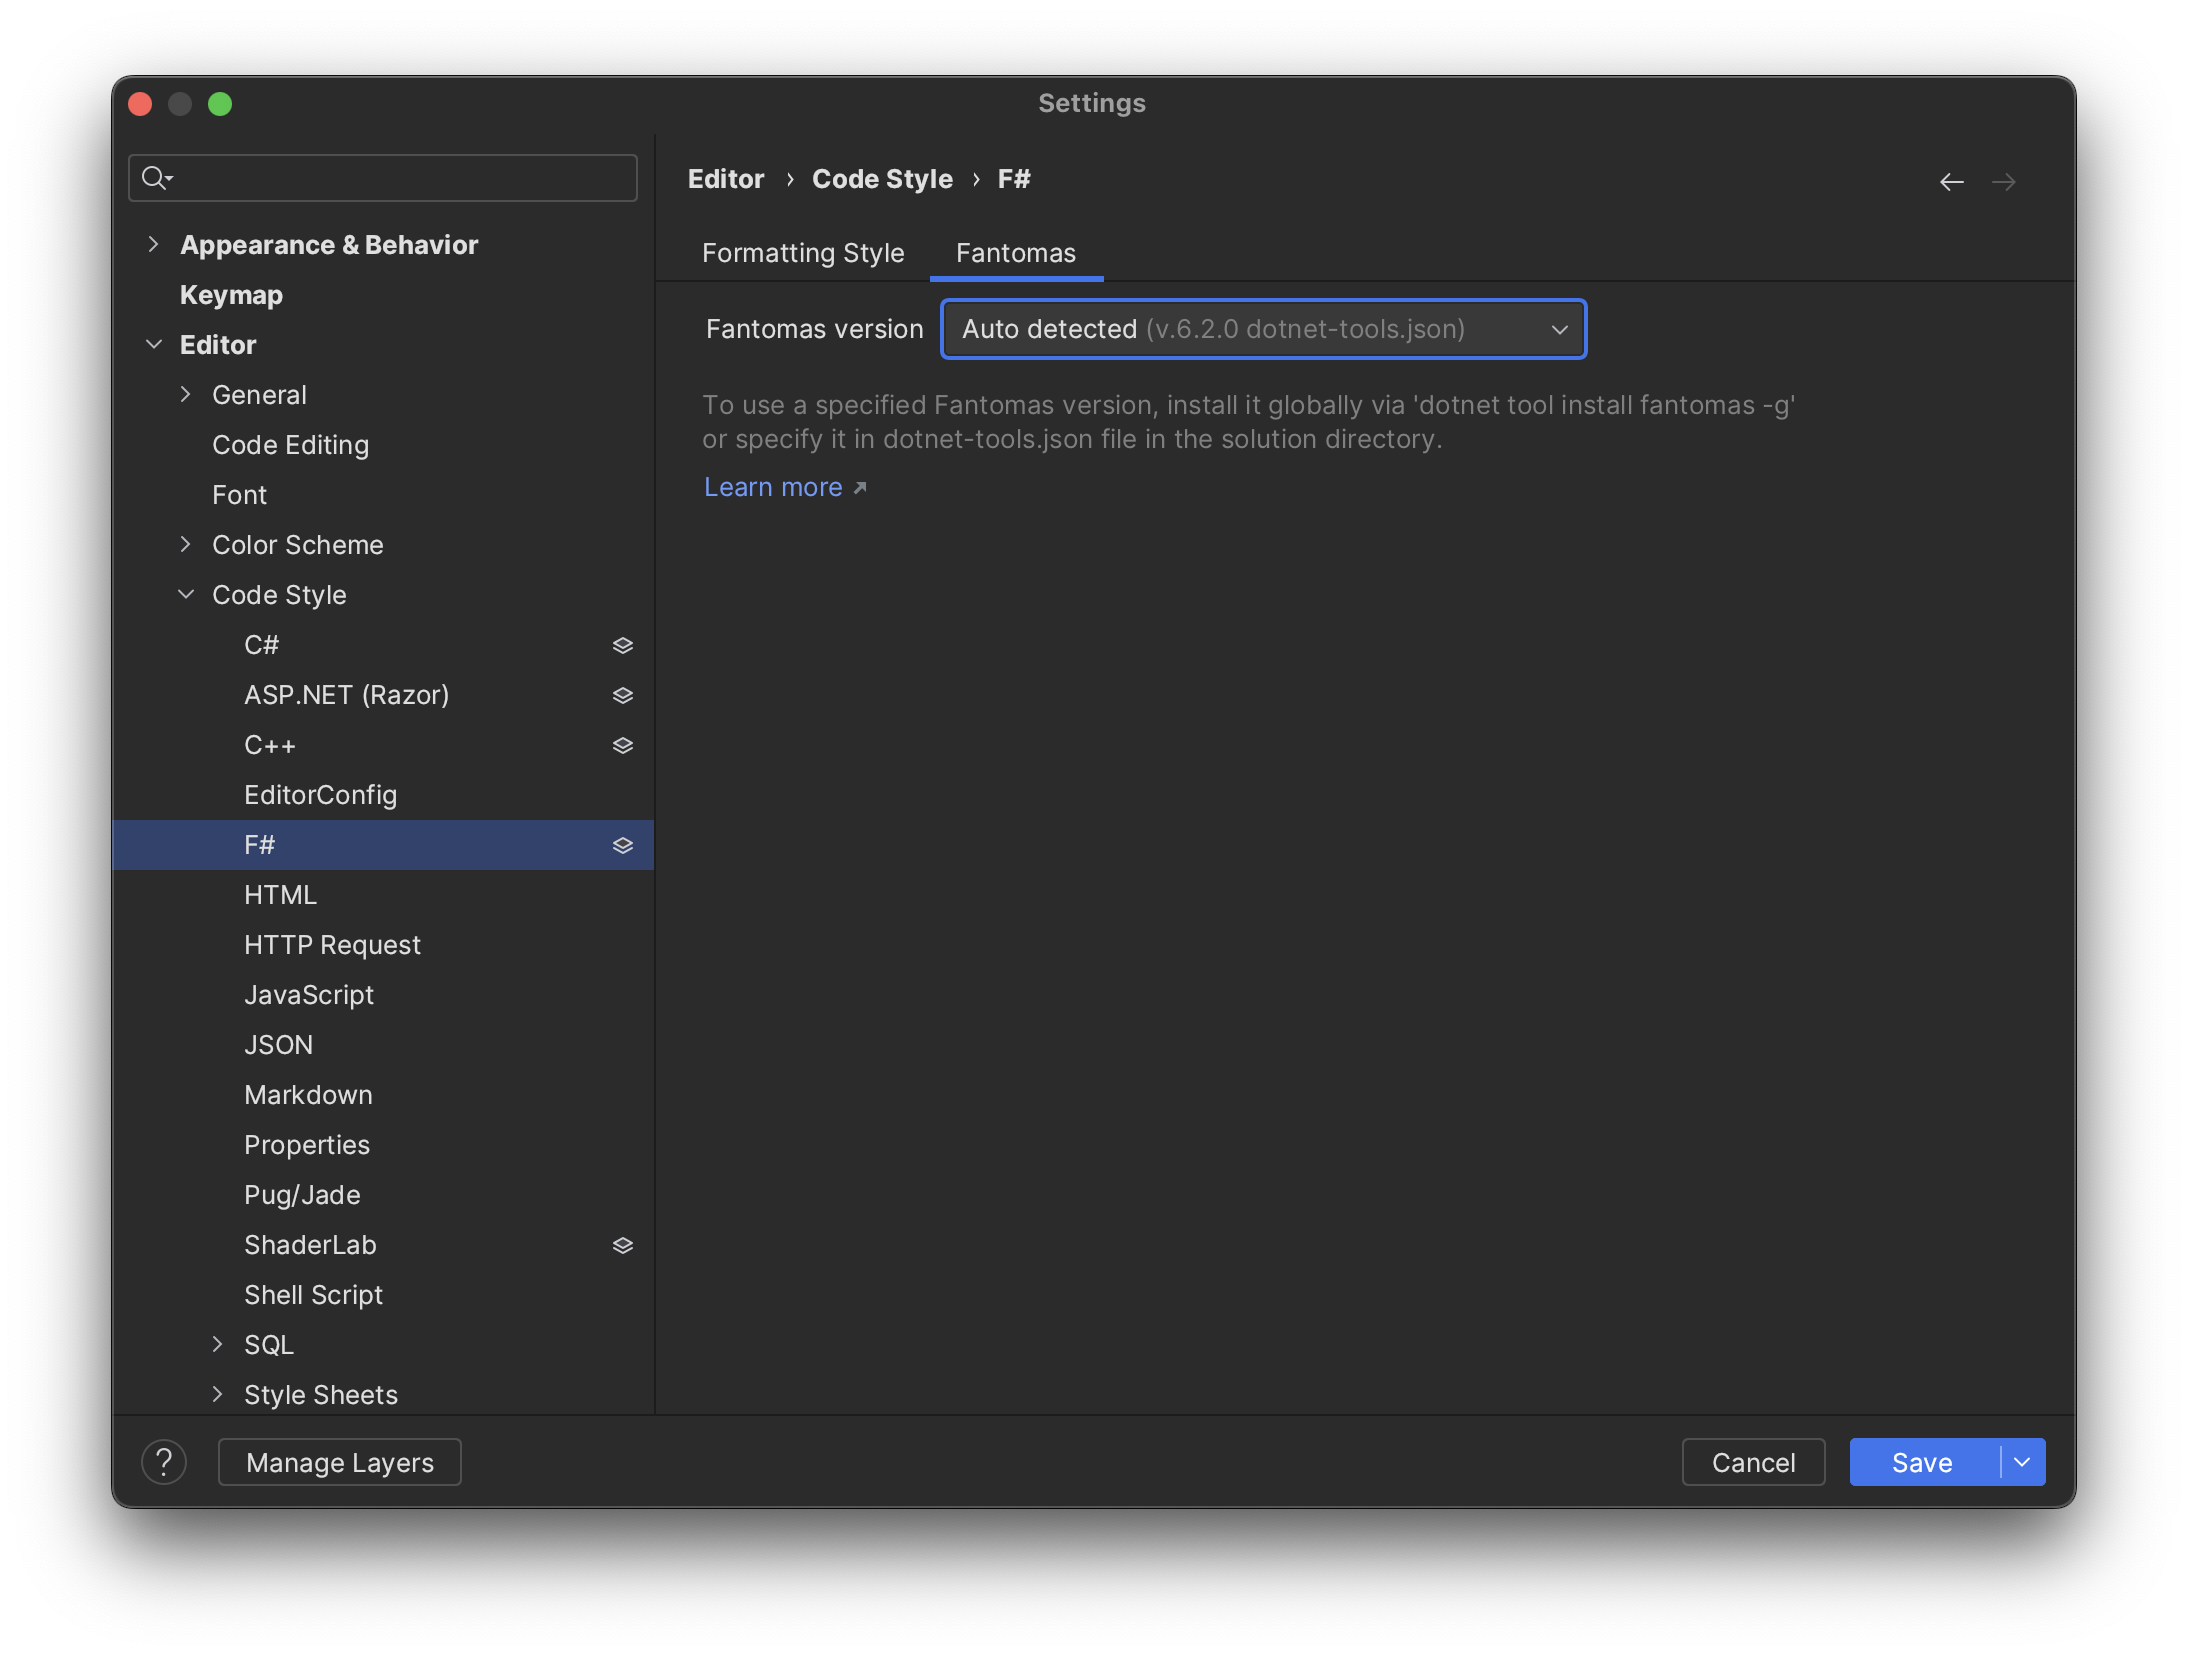 Settings
Appearance & Behavior
Keymap
Editor
General
Code Editing
Font
Color Scheme
Code Style
C#
ASP.NET (Razor)
C++
EditorConfig
F#
HTML
HTTP Request
JavaScript
JSON
Markdown
Properties
Pug/Jade
ShaderLab
Shell Script
SQL
Style Sheets
Editor › Code Style › F#
Formatting Style Fantomas
Fantomas version Auto detected (v.6.2.0 dotnet-tools.json)
To use a specified Fantomas version, install it globally via 'dotnet tool install fantomas -g'
or specify it in dotnet-tools.json file in the solution directory.
Learn more ↗
? Manage Layers Cancel Save